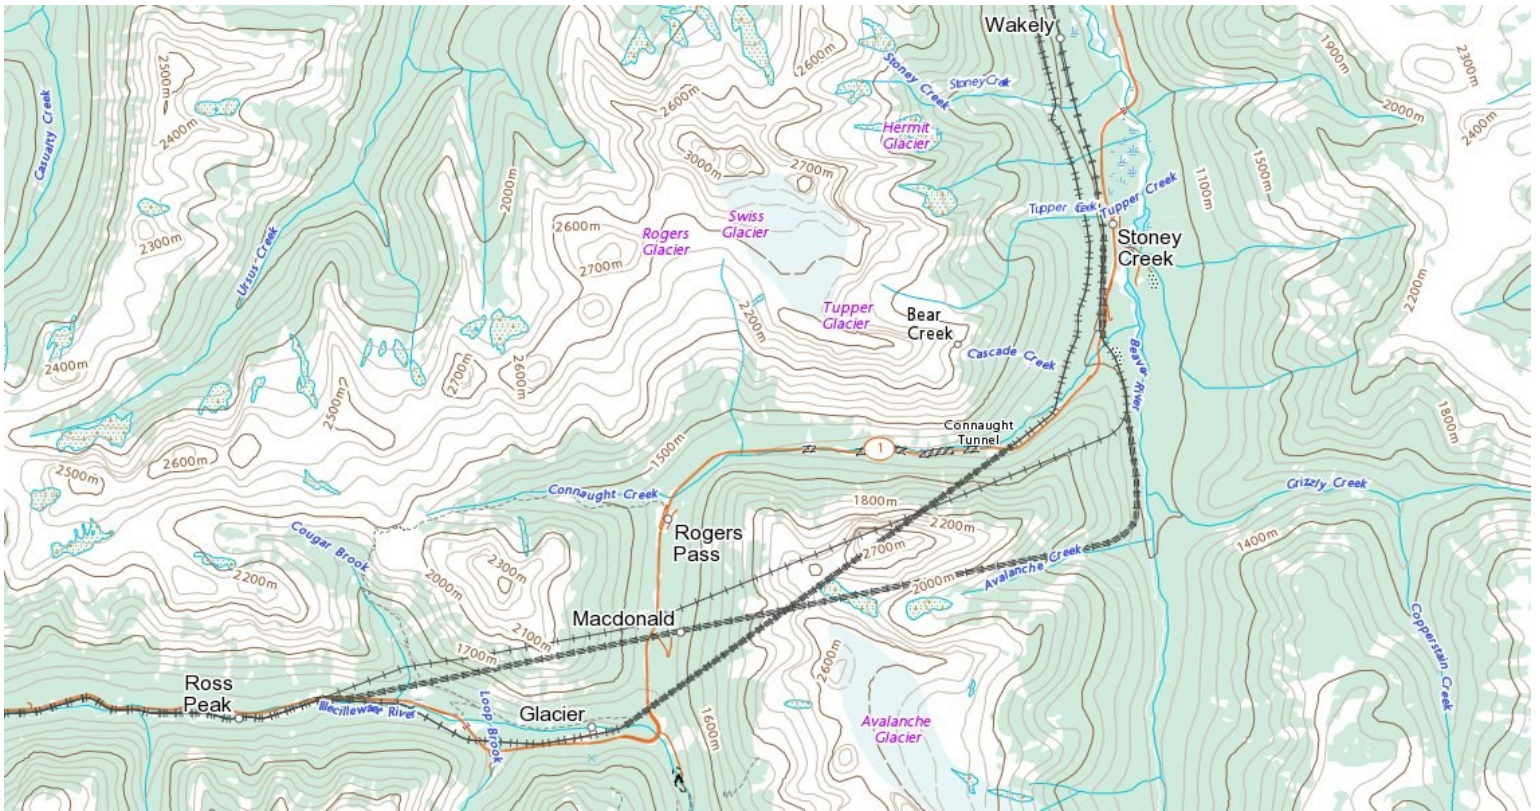 Wakely
2600m
2500m
2600m
1900m
2300m
Casualty Creek
Stoney Creek
StoneyCrek
2000m
2400m
2400m
Hermit
Glacier
3000m
2700m
2000m
1100m
1500m
Tupper Creek
Tupper Ceek
2300m
2600m
Swiss
Glacier
Rogers
Glacier
Stoney
Creek
Ursus Creek
2700m
2200m
2200m
Tupper
Glacier
Bear
Creek
Cascade Creek
Beaver River
2400m
2700m
2600m
2500m
1800m
Connaught
Tunnel
1500m
1
2600m
2500m
Connaught Creek
1800m
Grizzly Creek
Cougar Brook
Rogers
Pass
2200m
2700m
1400m
2300m
2200m
2000m
2000m
Avalanche Creek
Macdonald
2100m
1700m
2600m
Copperstain Creek
Ross
Peak
Illecillewaer River
Loop Brook
Glacier
1600m
Avalanche
Glacier